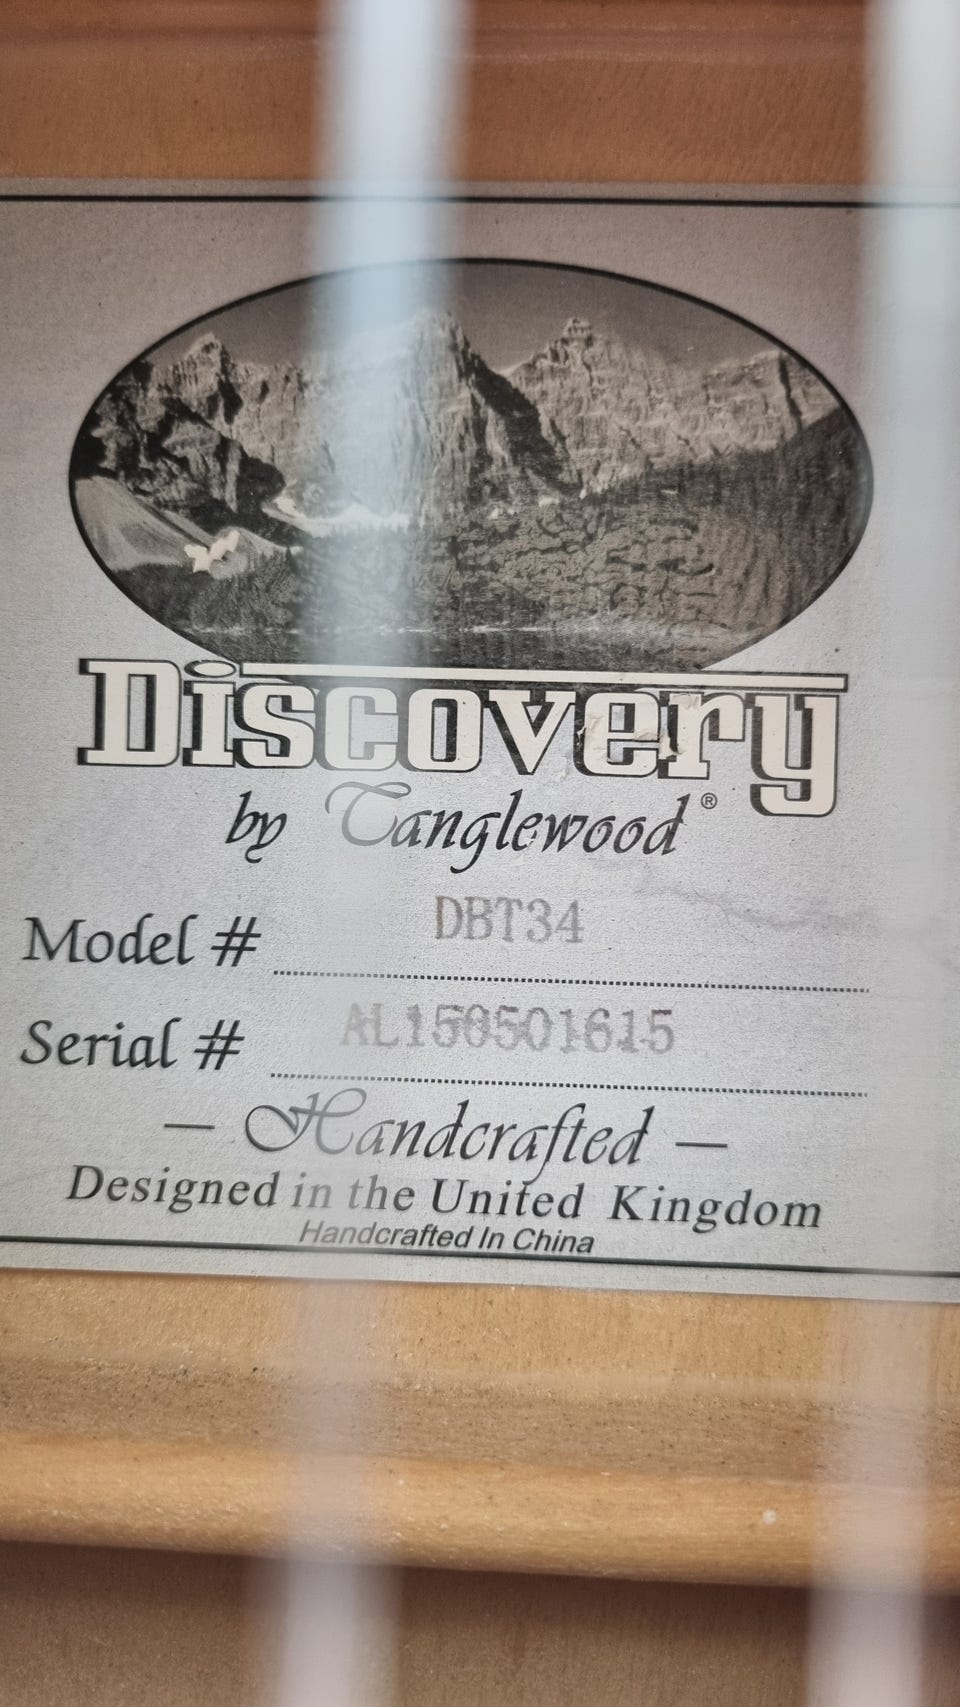 Discovery
by Tanglewood®
Model # DBT34
Serial # AL150501615
— Handcrafted —
Designed in the United Kingdom
Handcrafted In China